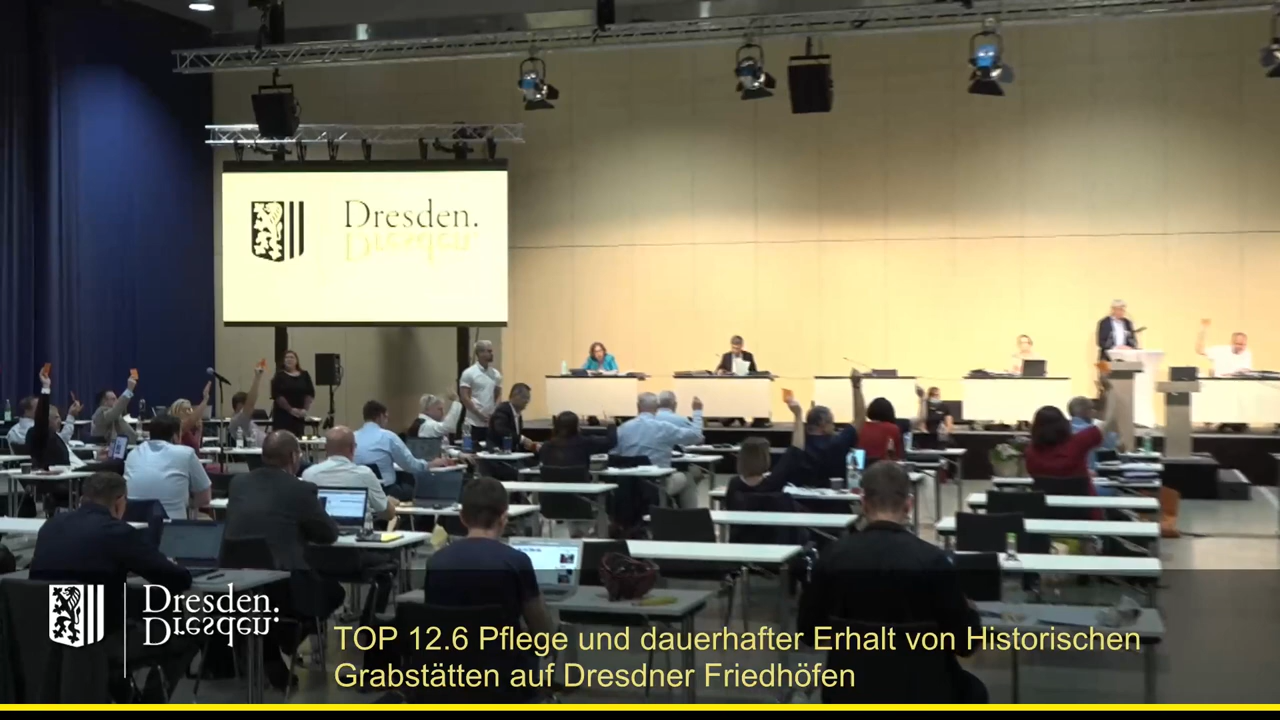 Dresden.
Dresden.
Dresden.
Dresden.
TOP 12.6 Pflege und dauerhafter Erhalt von Historischen
Grabstätten auf Dresdner Friedhöfen